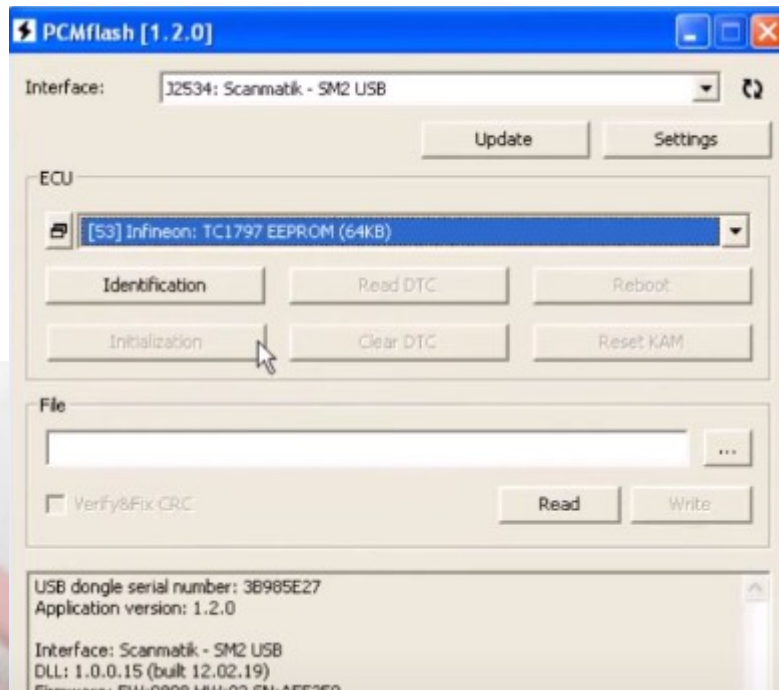 PCMflash [1.2.0]
Interface: J2534: Scanmatik - SM2 USB
Update Settings
ECU
[53] Infineon: TC1797 EEPROM (64KB)
Identification Read DTC Reboot
Initialization Clear DTC Reset KAM
File
...
Verify&Fix CRC Read Write
USB dongle serial number: 3B985E27
Application version: 1.2.0
Interface: Scanmatik - SM2 USB
DLL: 1.0.0.15 (built 12.02.19)